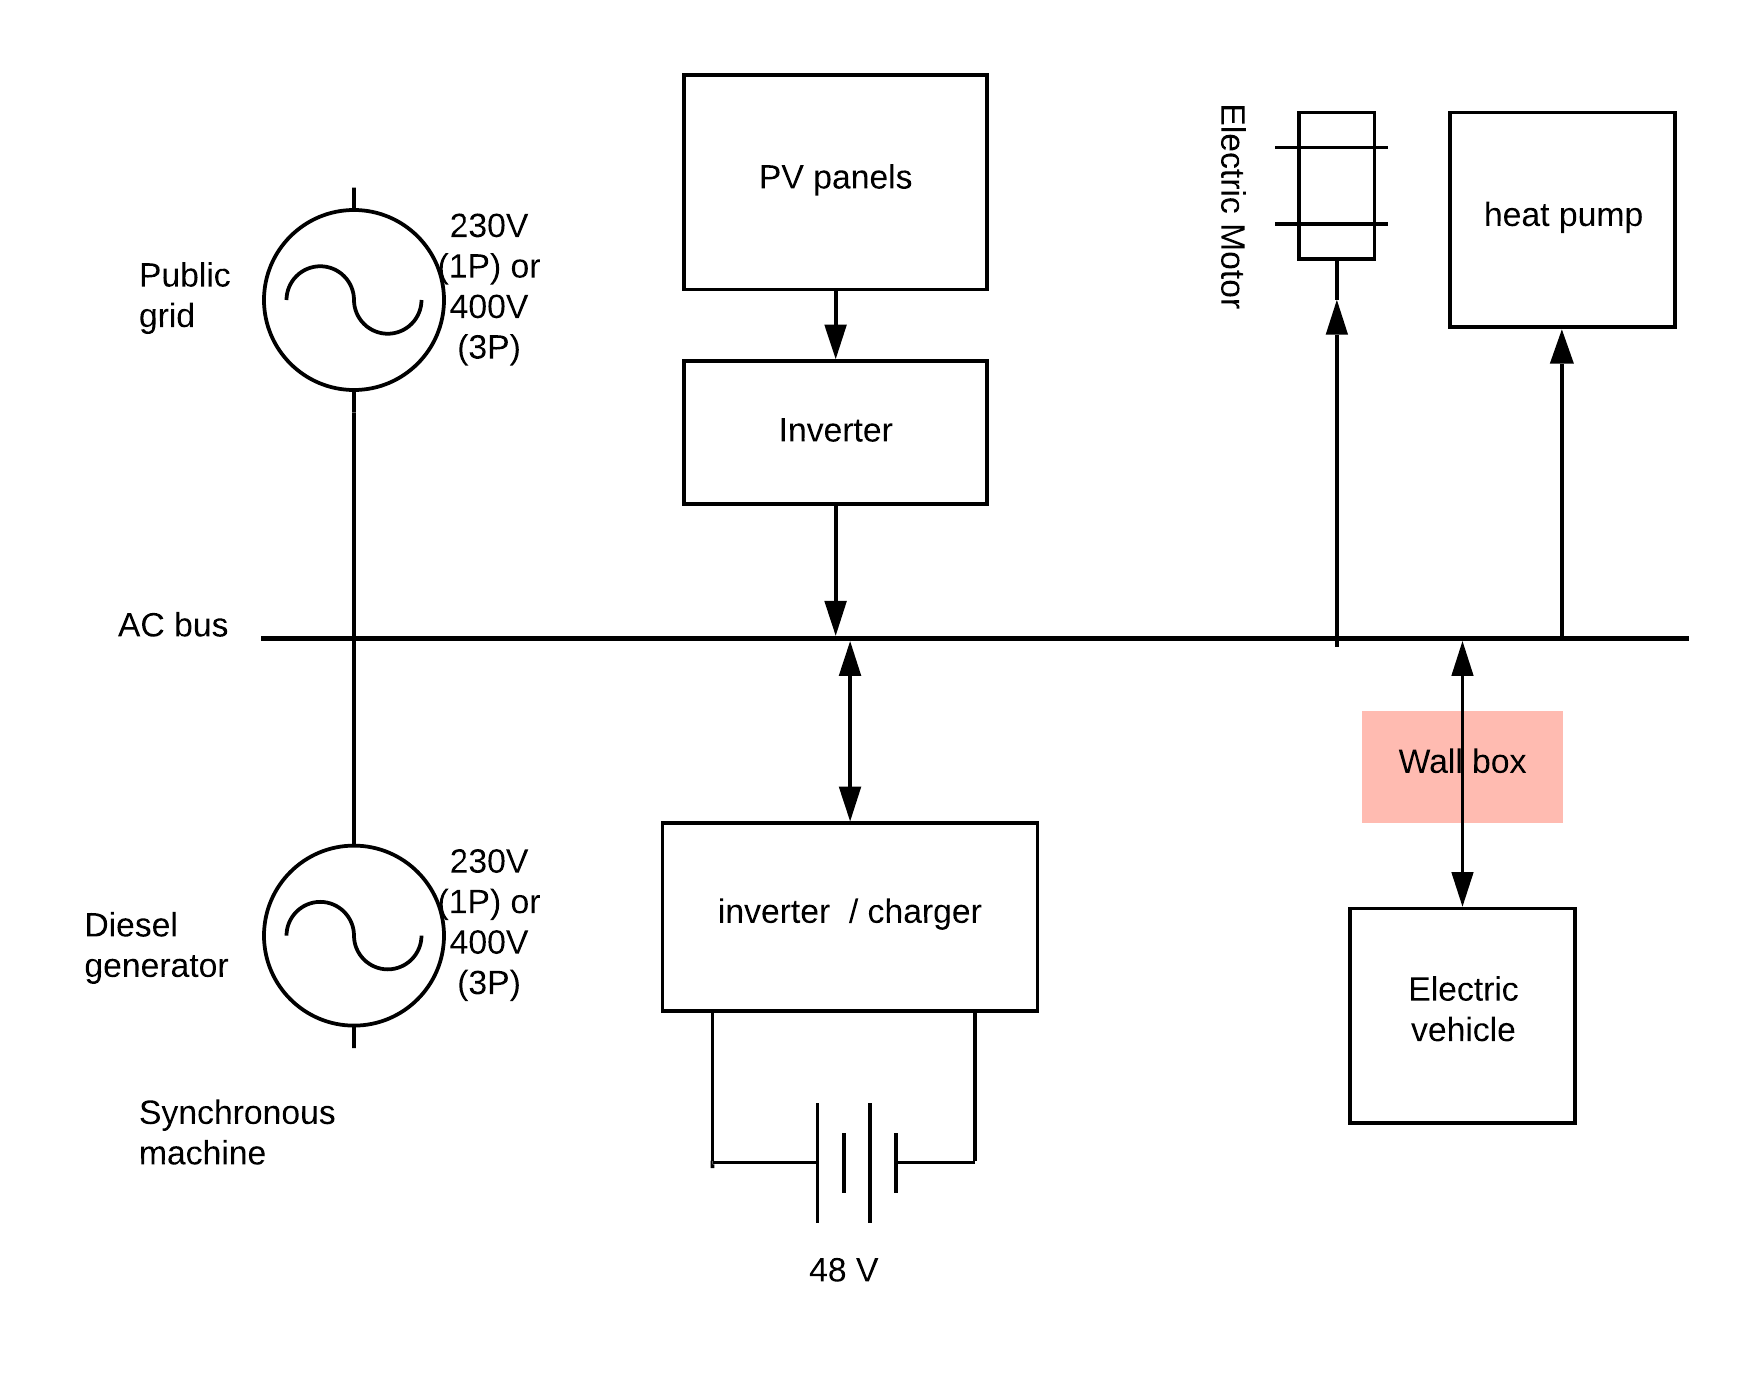 PV panels
Electric Motor
heat pump
230V
(1P) or
400V
(3P)
Public
grid
Inverter
AC bus
Wall box
230V
(1P) or
400V
(3P)
Diesel
generator
inverter  / charger
Electric
vehicle
Synchronous
machine
48 V